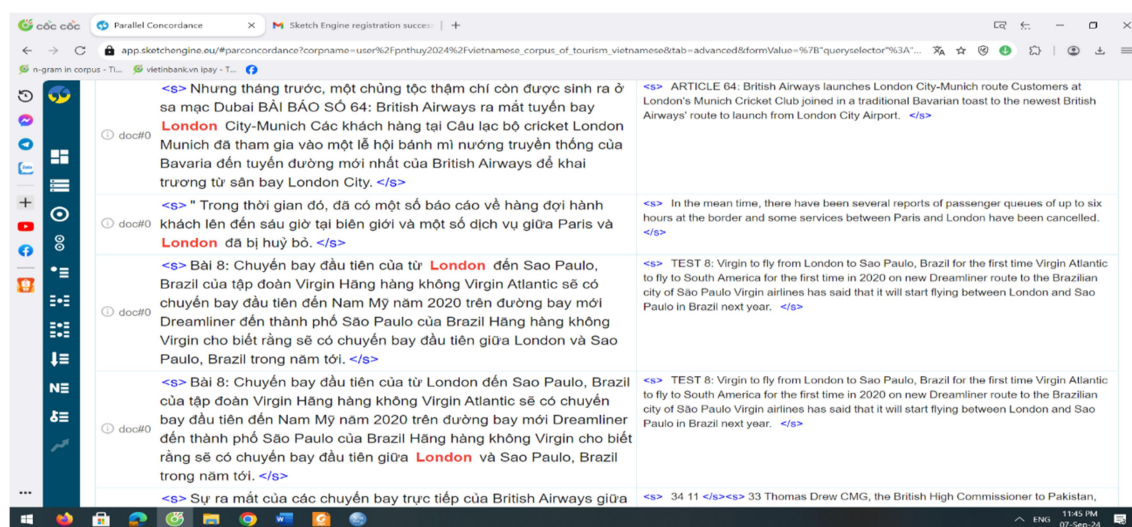 cốc cốc
Parallel Concordance
Sketch Engine registration success
app.sketchengine.eu/#parconcordance?corpname=user%2Fpnthuy2024%2Fvietnamese_corpus_of_tourism_vietnamese&tab=advanced&formValue=%7B"queryselector"%3A"...
n-gram in corpus - Ti...
vietinbank.vn ipay - T...
<s> Nhưng tháng trước, một chủng tộc thậm chí còn được sinh ra ở
sa mạc Dubai BÀI BÁO SỐ 64: British Airways ra mắt tuyến bay
London City-Munich Các khách hàng tại Câu lạc bộ cricket London
doc#0
Munich đã tham gia vào một lễ hội bánh mì nướng truyền thống của
Bavaria đến tuyến đường mới nhất của British Airways để khai
trương từ sân bay London City. </s>
<s> ARTICLE 64: British Airways launches London City-Munich route Customers at
London's Munich Cricket Club joined in a traditional Bavarian toast to the newest British
Airways' route to launch from London City Airport. </s>
<s> " Trong thời gian đó, đã có một số báo cáo về hàng đợi hành
doc#0
khách lên đến sáu giờ tại biên giới và một số dịch vụ giữa Paris và
London đã bị huỷ bỏ. </s>
<s> In the mean time, there have been several reports of passenger queues of up to six
hours at the border and some services between Paris and London have been cancelled.
</s>
<s> Bài 8: Chuyến bay đầu tiên của từ London đến Sao Paulo,
Brazil của tập đoàn Virgin Hãng hàng không Virgin Atlantic sẽ có
chuyến bay đầu tiên đến Nam Mỹ năm 2020 trên đường bay mới
doc#0
Dreamliner đến thành phố São Paulo của Brazil Hãng hàng không
Virgin cho biết rằng sẽ có chuyến bay đầu tiên giữa London và Sao
Paulo, Brazil trong năm tới. </s>
<s> TEST 8: Virgin to fly from London to Sao Paulo, Brazil for the first time Virgin Atlantic
to fly to South America for the first time in 2020 on new Dreamliner route to the Brazilian
city of São Paulo Virgin airlines has said that it will start flying between London and Sao
Paulo in Brazil next year. </s>
<s> Bài 8: Chuyến bay đầu tiên của từ London đến Sao Paulo, Brazil
của tập đoàn Virgin Hãng hàng không Virgin Atlantic sẽ có chuyến
bay đầu tiên đến Nam Mỹ năm 2020 trên đường bay mới Dreamliner
doc#0
đến thành phố São Paulo của Brazil Hãng hàng không Virgin cho biết
rằng sẽ có chuyến bay đầu tiên giữa London và Sao Paulo, Brazil
trong năm tới. </s>
<s> TEST 8: Virgin to fly from London to Sao Paulo, Brazil for the first time Virgin Atlantic
to fly to South America for the first time in 2020 on new Dreamliner route to the Brazilian
city of São Paulo Virgin airlines has said that it will start flying between London and Sao
Paulo in Brazil next year. </s>
<s> Sự ra mắt của các chuyến bay trực tiếp của British Airways giữa
<s> 34 11 </s><s> 33 Thomas Drew CMG, the British High Commissioner to Pakistan,
ENG
11:45 PM
07-Sep-24